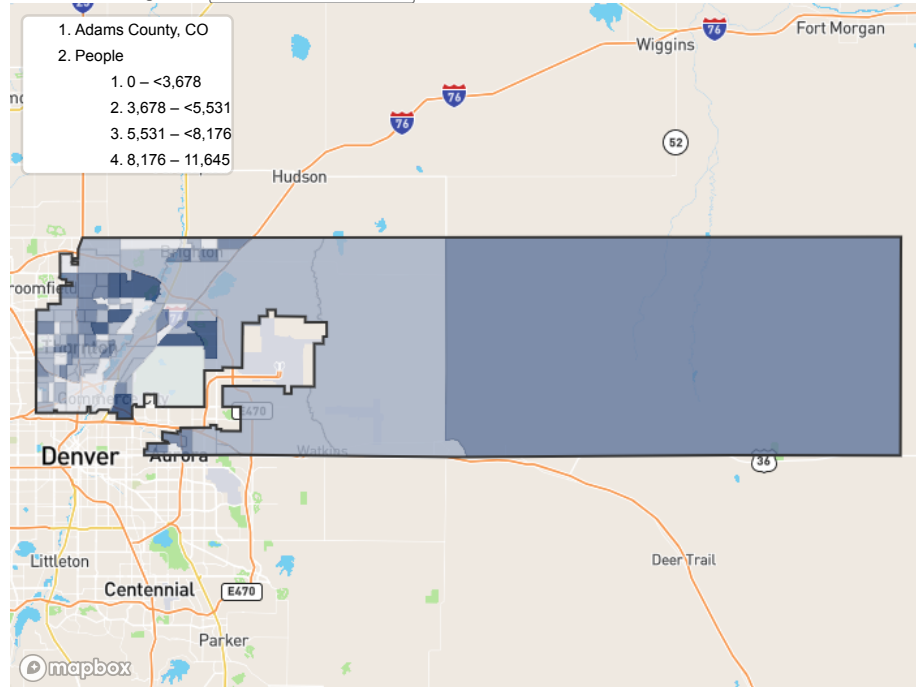 25
1. Adams County, CO
2. People
1. 0 – <3,678
2. 3,678 – <5,531
3. 5,531 – <8,176
4. 8,176 – 11,645
Wiggins
76
Fort Morgan
76
76
52
Hudson
Brighton
roomfield
Thornton
Commerce City
E470
Denver
Aurora
Watkins
36
Littleton
Centennial
E470
Deer Trail
Parker
mapbox